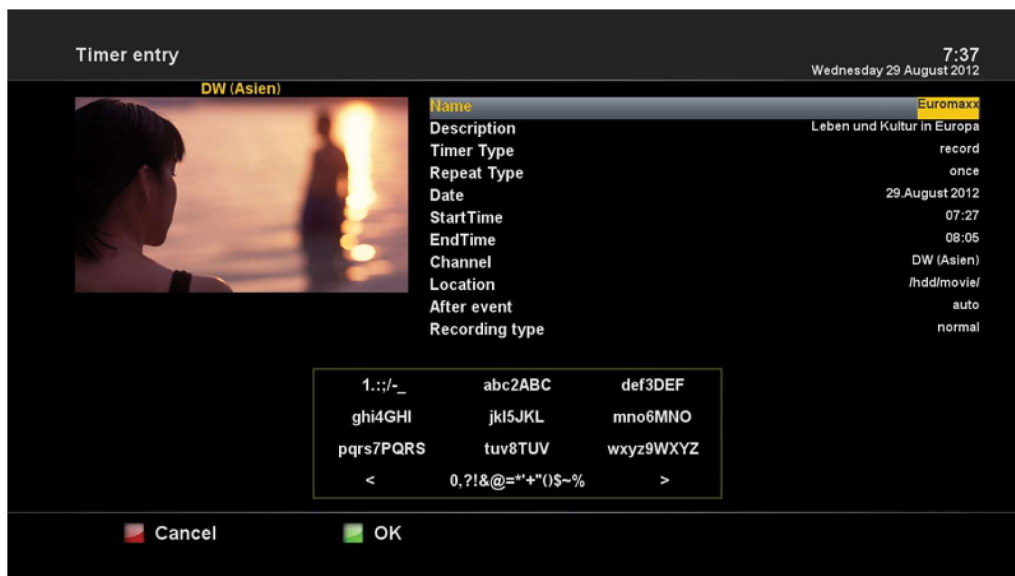 Timer entry
7:37
Wednesday 29 August 2012
DW (Asien)
Name Euromaxx
Description Leben und Kultur in Europa
Timer Type record
Repeat Type once
Date 29.August 2012
StartTime 07:27
EndTime 08:05
Channel DW (Asien)
Location /hdd/movie/
After event auto
Recording type normal
1.:;/-_ abc2ABC def3DEF
ghi4GHI jkl5JKL mno6MNO
pqrs7PQRS tuv8TUV wxyz9WXYZ
< 0,?!&@=*'+"()$~% >
Cancel OK